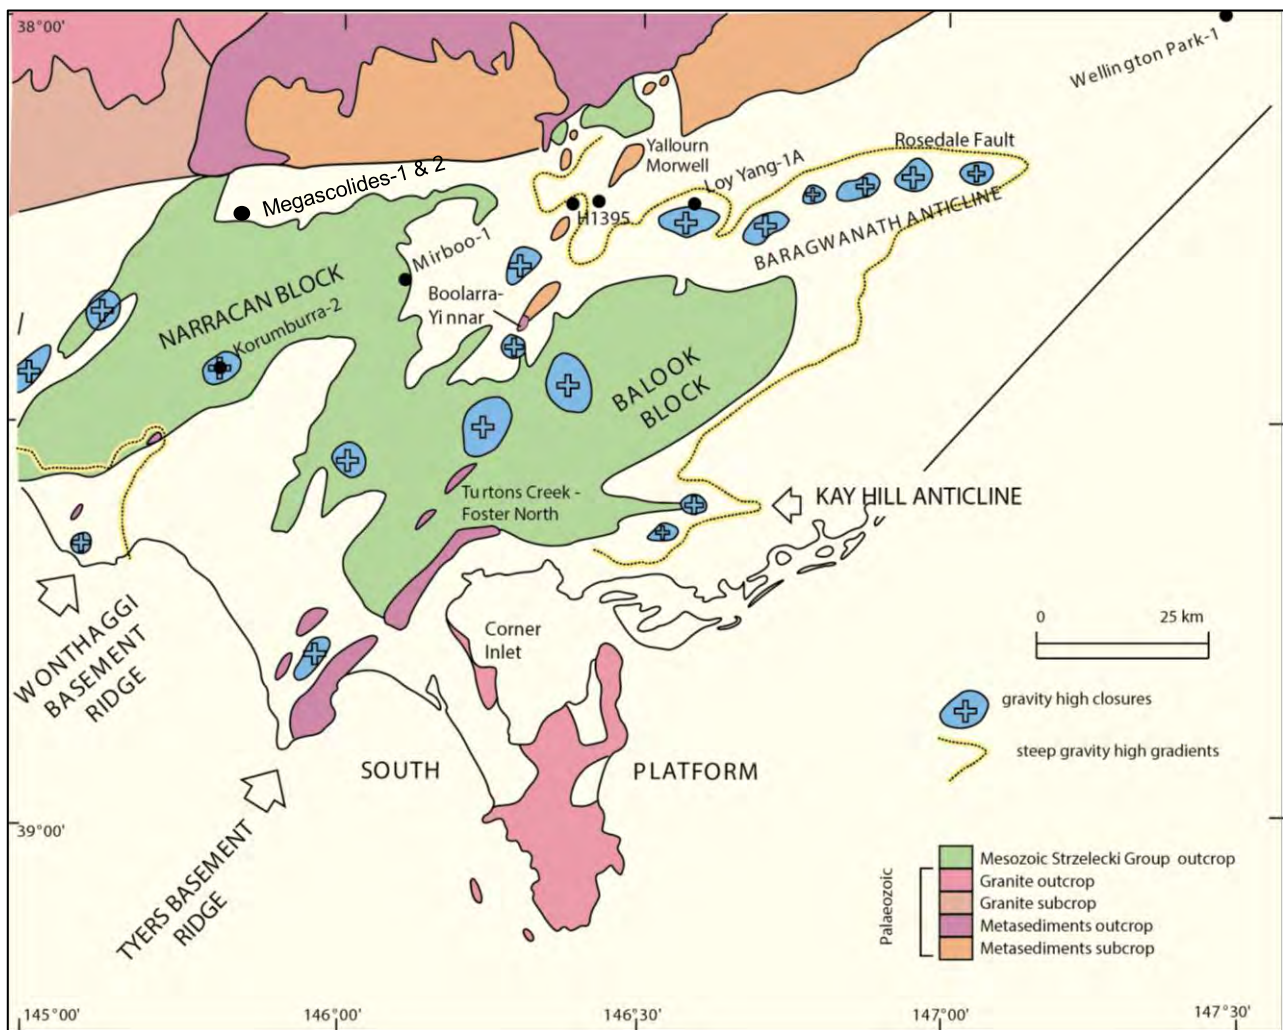 38°00'
Wellington Park-1
Yallourn
Morwell
Rosedale Fault
Loy Yang-1A
Megascolides-1 & 2
H1395
BARAGWANATH ANTICLINE
Mirboo-1
NARRACAN BLOCK
Boolarra-
Yinnar
Korumburra-2
BALOOK
BLOCK
Turtons Creek -
Foster North
KAY HILL ANTICLINE
WONTHAGGI
BASEMENT
RIDGE
Corner
Inlet
0 25 km
gravity high closures
steep gravity high gradients
SOUTH PLATFORM
39°00'
TYERS BASEMENT
RIDGE
Palaeozoic
Mesozoic Strzelecki Group outcrop
Granite outcrop
Granite subcrop
Metasediments outcrop
Metasediments subcrop
145°00' 146°00' 146°30' 147°00' 147°30'